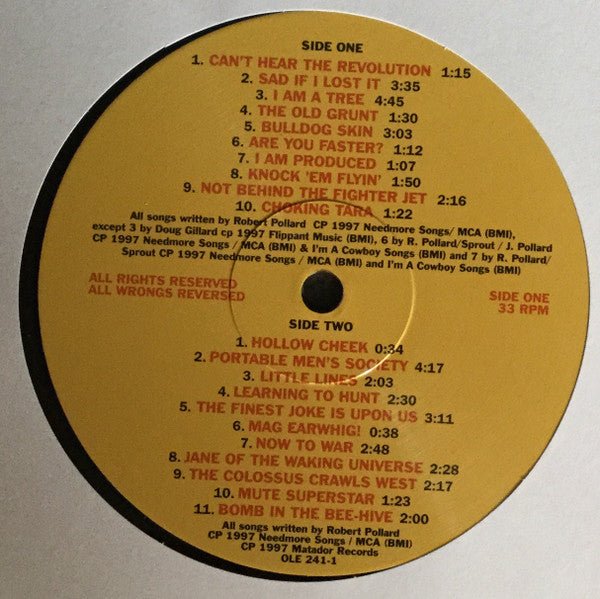 SIDE ONE
1. CAN'T HEAR THE REVOLUTION 1:15
2. SAD IF I LOST IT 3:35
3. I AM A TREE 4:45
4. THE OLD GRUNT 1:30
5. BULLDOG SKIN 3:03
6. ARE YOU FASTER? 1:12
7. I AM PRODUCED 1:07
8. KNOCK 'EM FLYIN' 1:50
9. NOT BEHIND THE FIGHTER JET 2:16
10. CHOKING TARA 1:22
All songs written by Robert Pollard CP 1997 Needmore Songs/ MCA (BMI),
except 3 by Doug Gillard cp 1997 Flippant Music (BMI), 6 by R. Pollard/Sprout / J. Pollard
CP 1997 Needmore Songs / MCA (BMI) & I'm A Cowboy Songs (BMI) and 7 by R. Pollard/
Sprout CP 1997 Needmore Songs / MCA (BMI) and I'm A Cowboy Songs (BMI)
ALL RIGHTS RESERVED
ALL WRONGS REVERSED
SIDE ONE
33 RPM
SIDE TWO
1. HOLLOW CHEEK 0:34
2. PORTABLE MEN'S SOCIETY 4:17
3. LITTLE LINES 2:03
4. LEARNING TO HUNT 2:30
5. THE FINEST JOKE IS UPON US 3:11
6. MAG EARWHIG! 0:38
7. NOW TO WAR 2:48
8. JANE OF THE WAKING UNIVERSE 2:28
9. THE COLOSSUS CRAWLS WEST 2:17
10. MUTE SUPERSTAR 1:23
11. BOMB IN THE BEE-HIVE 2:00
All songs written by Robert Pollard
CP 1997 Needmore Songs / MCA (BMI)
CP 1997 Matador Records
OLE 241-1